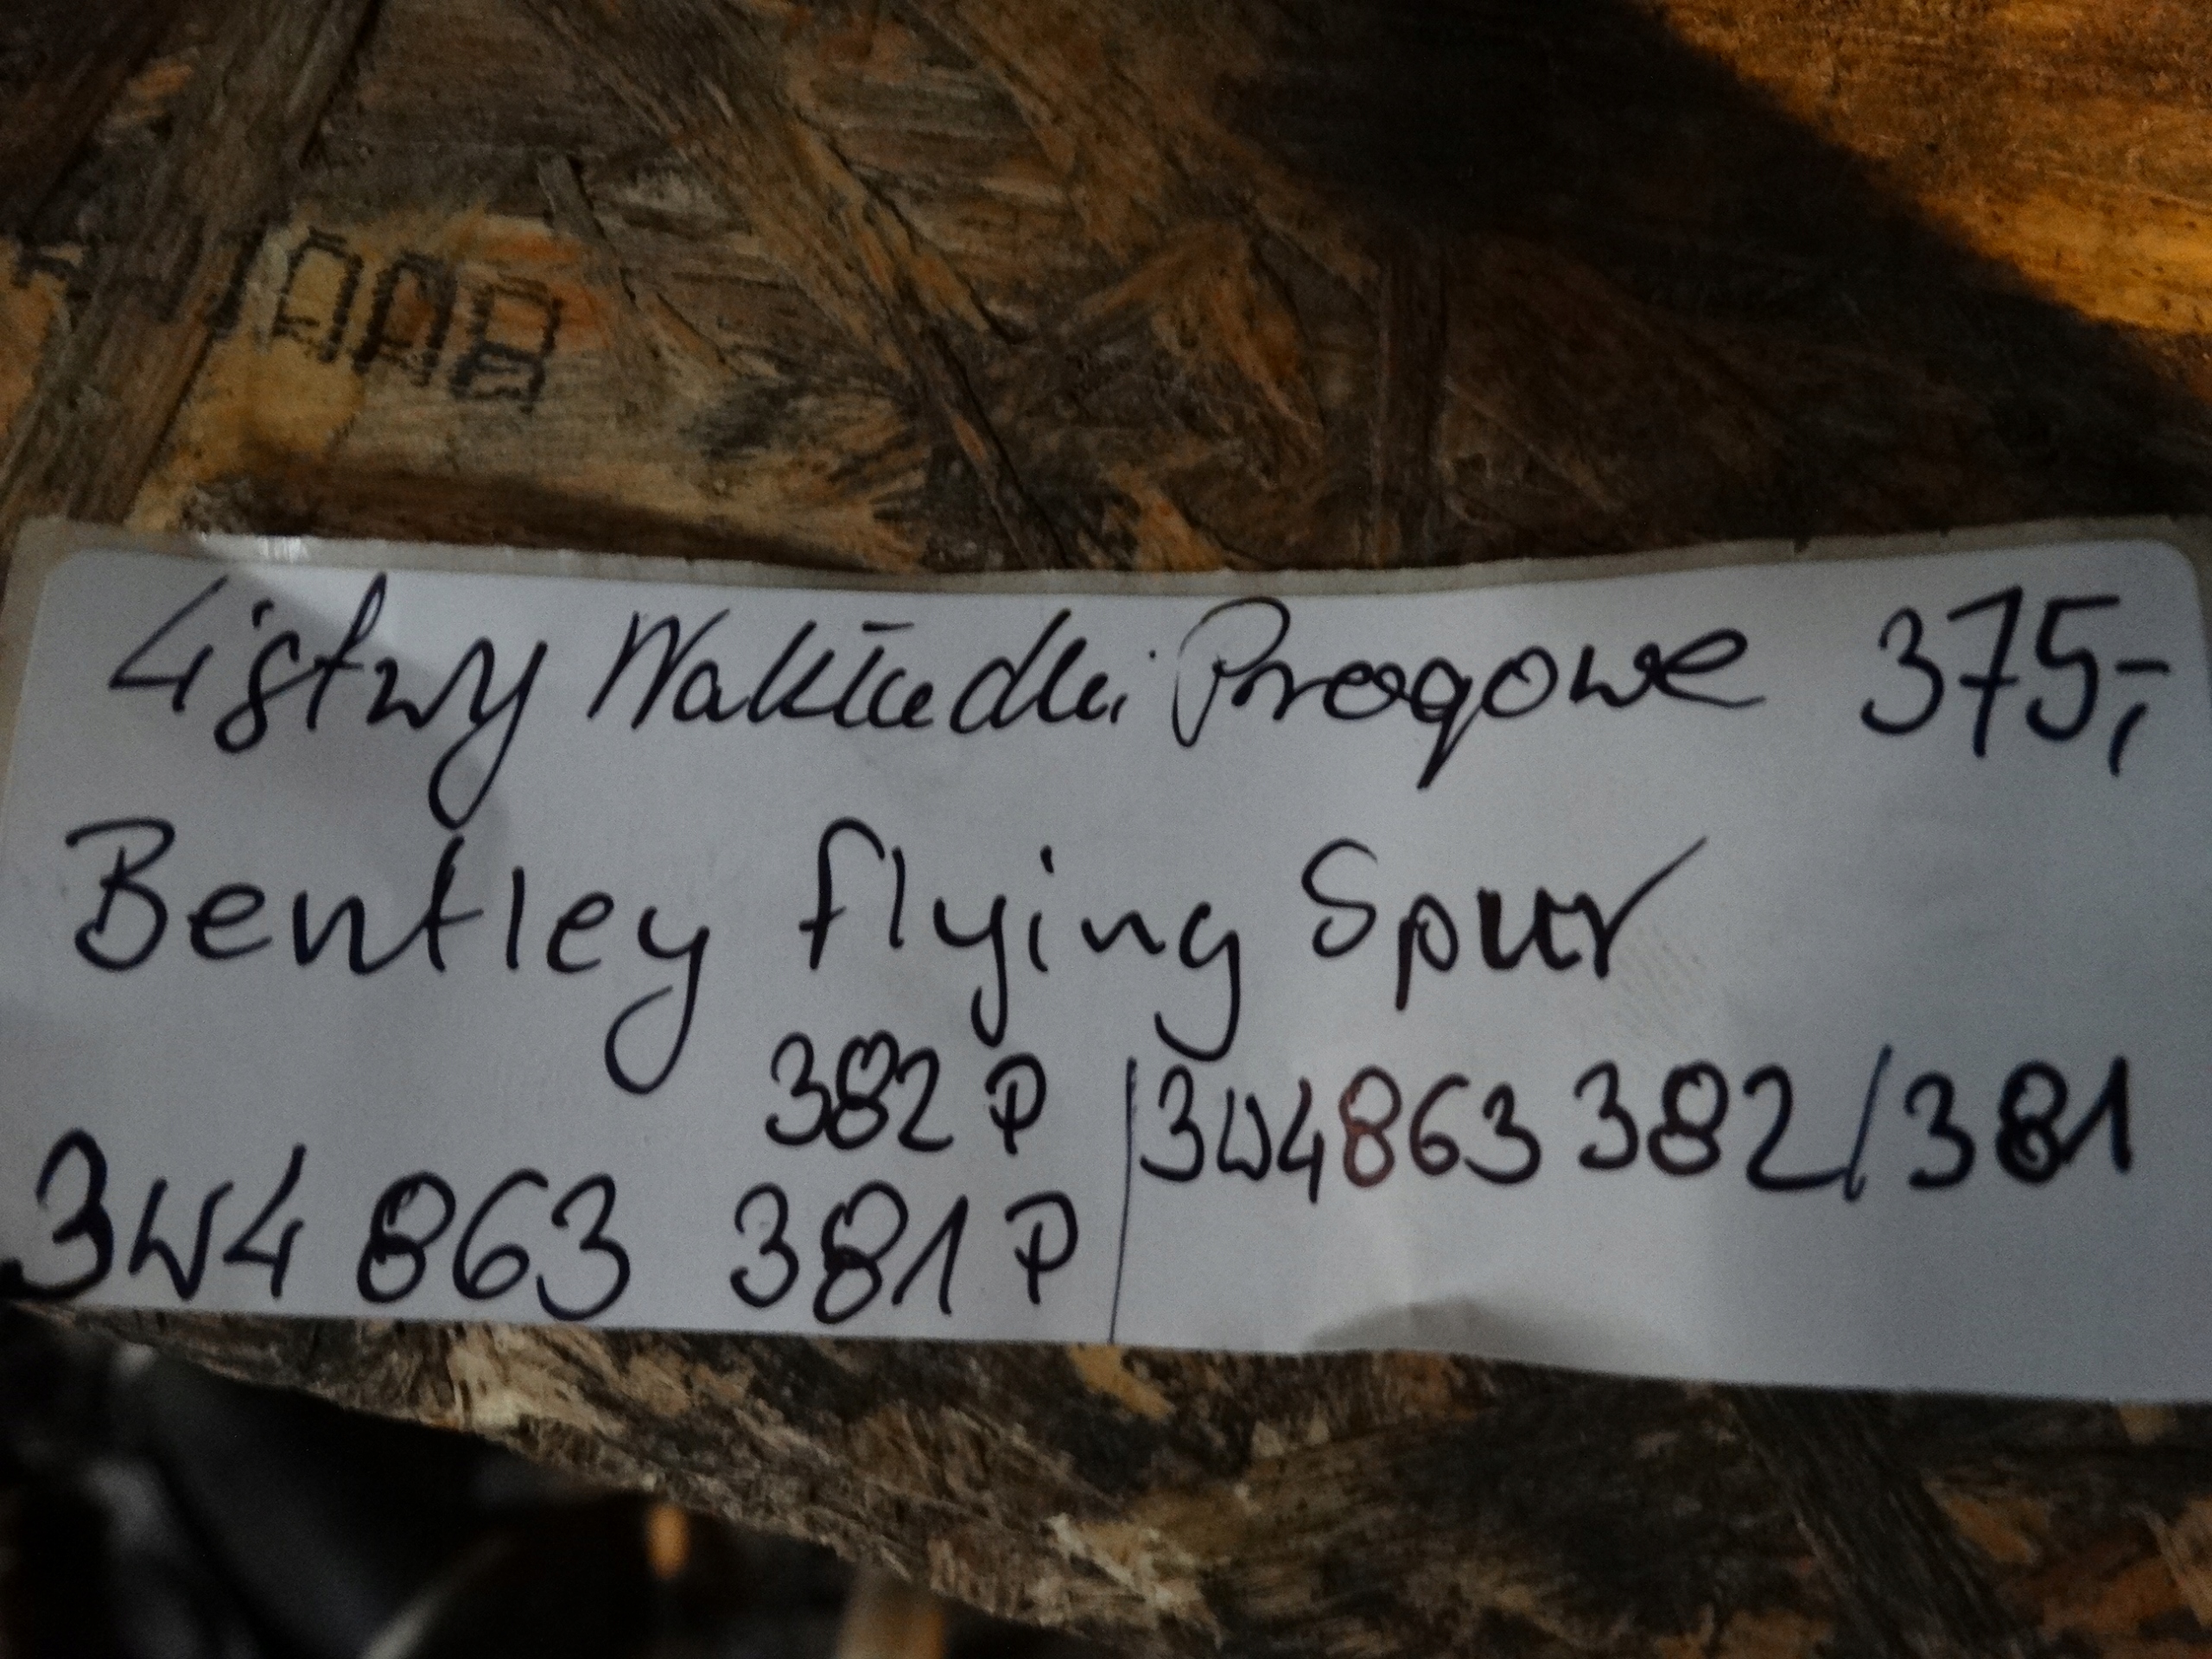 Listwy Nakładki Progowe 375,-
Bentley flying Spur
382 P
3W4 863 381 P
3W4863 382/381